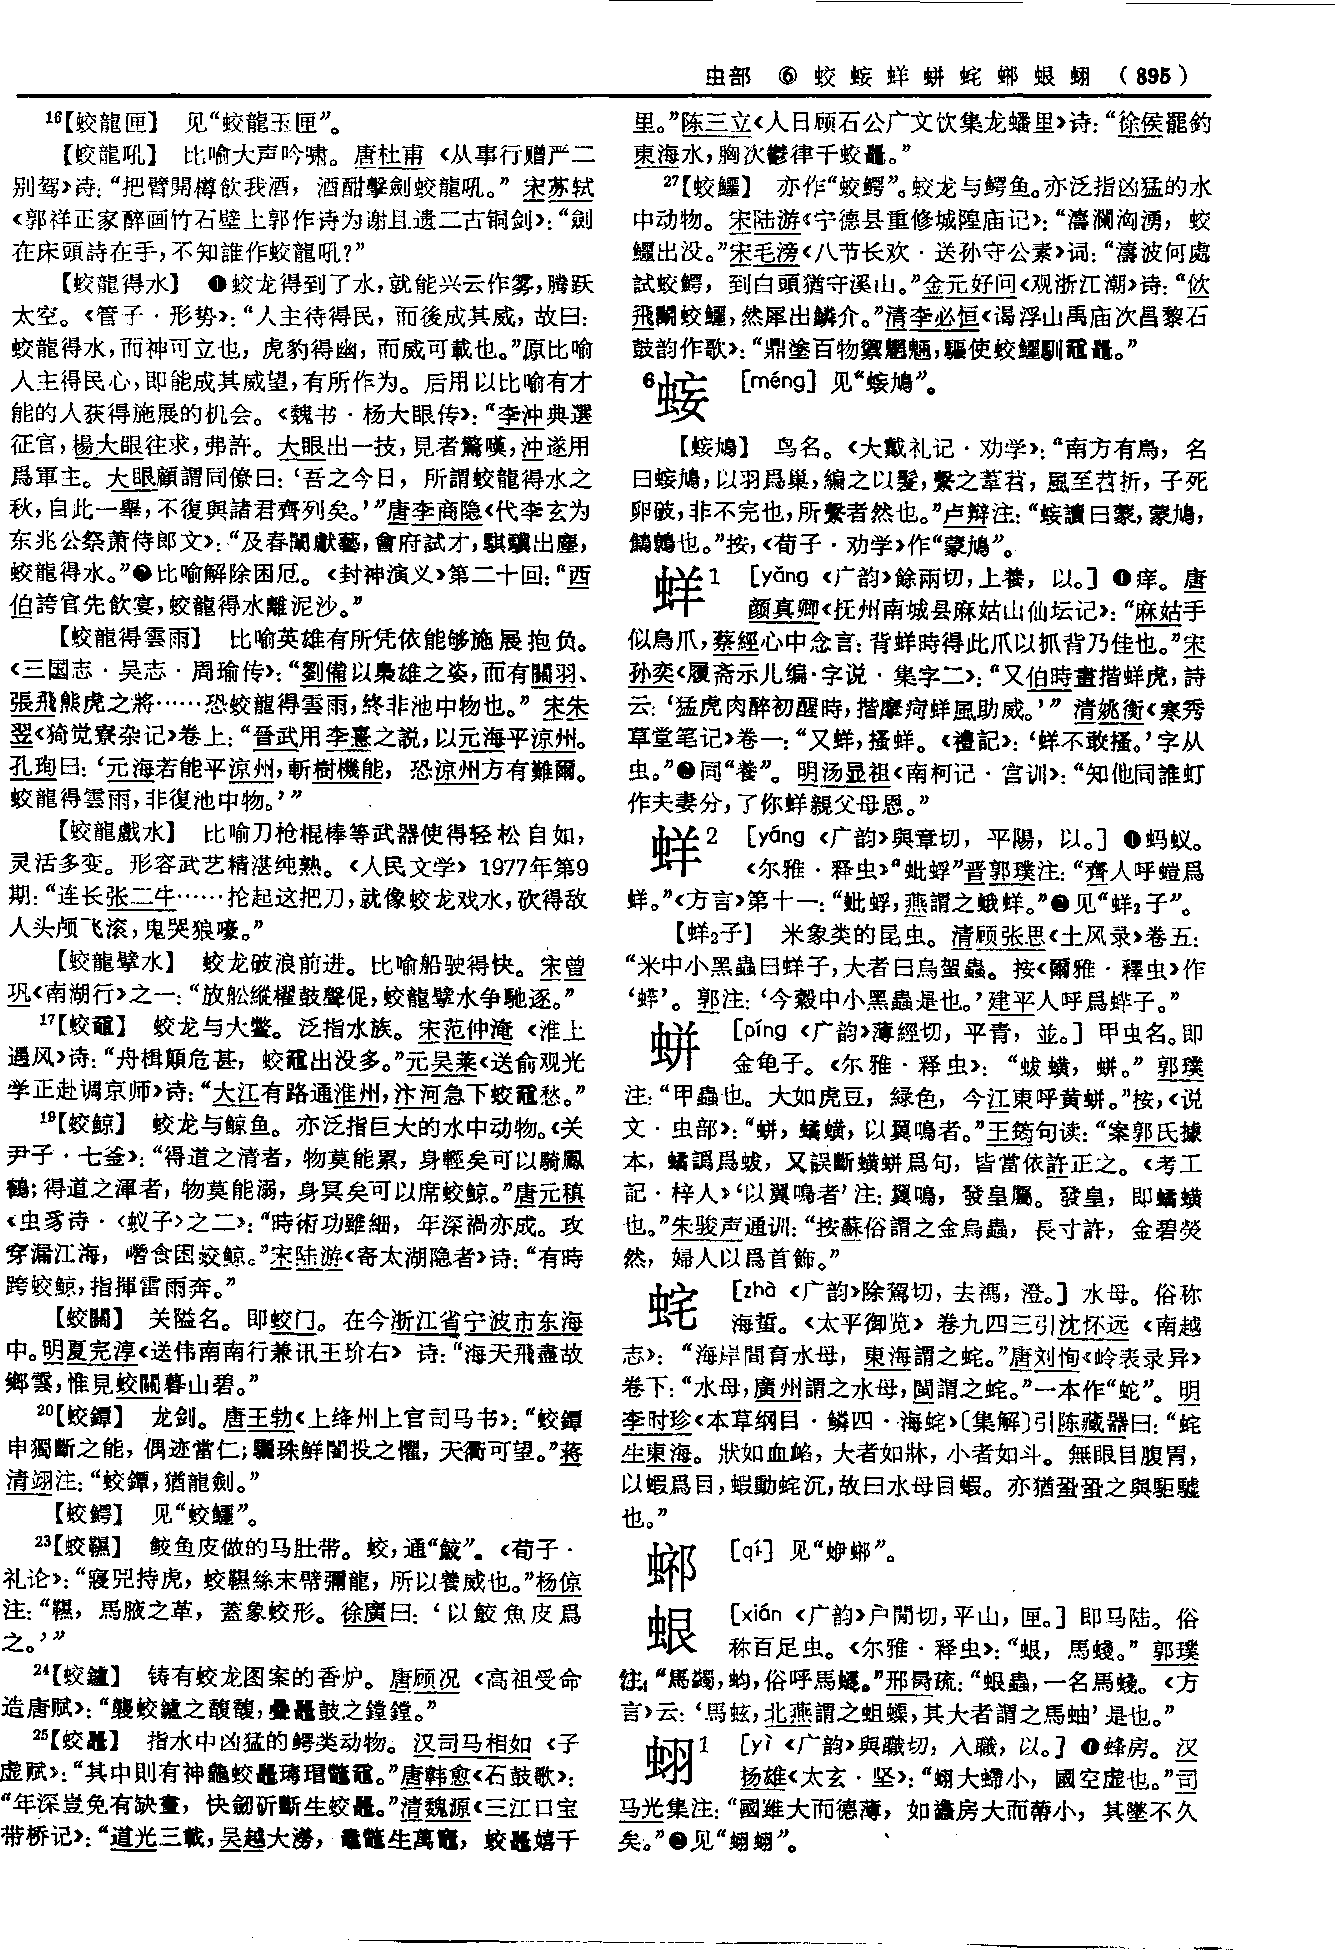 虫部 ⑥ 蛟 䖟 蛘 蛢 䖳 螂 蛝 䗷 （895）
16【蛟龍匣】 见“蛟龍玉匣”。
【蛟龍吼】 比喻大声吟啸。唐杜甫《从事行赠严二
别驾》诗：“把臂開樽飲我酒，酒酣擊劍蛟龍吼。”宋苏轼
《郭祥正家醉画竹石壁上郭作诗为谢且遗二古铜剑》：“劍
在床頭詩在手，不知誰作蛟龍吼？”
【蛟龍得水】 ❶蛟龙得到了水，就能兴云作雾，腾跃
太空。《管子·形势》：“人主待得民，而後成其威，故曰：
蛟龍得水，而神可立也，虎豹得幽，而威可載也。”原比喻
人主得民心，即能成其威望，有所作为。后用以比喻有才
能的人获得施展的机会。《魏书·杨大眼传》：“李沖典選
征官，楊大眼往求，弗許。大眼出一技，見者驚嘆，沖遂用
爲軍主。大眼顧謂同僚曰：‘吾之今日，所謂蛟龍得水之
秋，自此一舉，不復與諸君齊列矣。’”唐李商隐《代李玄为
东兆公祭萧侍郎文》：“及春闈獻藝，會府試才，騏驥出塵，
蛟龍得水。”❷比喻解除困厄。《封神演义》第二十回：“西
伯誇官先飲宴，蛟龍得水離泥沙。”
【蛟龍得雲雨】 比喻英雄有所凭依能够施展抱负。
《三国志·吴志·周瑜传》：“劉備以梟雄之姿，而有關羽、
張飛熊虎之將……恐蛟龍得雲雨，終非池中物也。”宋朱
翌《猗觉寮杂记》卷上：“晉武用李憙之説，以元海平涼州。
孔恂曰：‘元海若能平涼州，斬樹機能，恐涼州方有難爾。
蛟龍得雲雨，非復池中物。’”
【蛟龍戲水】 比喻刀枪棍棒等武器使得轻松自如，
灵活多变。形容武艺精湛纯熟。《人民文学》1977年第9
期：“连长张二牛……抡起这把刀，就像蛟龙戏水，砍得敌
人头颅飞滚，鬼哭狼嚎。”
【蛟龍擘水】 蛟龙破浪前进。比喻船驶得快。宋曾
巩《南湖行》之一：“放舩縱櫂鼓聲促，蛟龍擘水争馳逐。”
17【蛟黿】 蛟龙与大鳖。泛指水族。宋范仲淹《淮上
遇风》诗：“舟楫顛危甚，蛟黿出没多。”元吴莱《送俞观光
学正赴调京师》诗：“大江有路通淮州，汴河急下蛟黿愁。”
19【蛟鲸】 蛟龙与鲸鱼。亦泛指巨大的水中动物。《关
尹子·七釜》：“得道之清者，物莫能累，身輕矣可以騎鳳
鶴；得道之渾者，物莫能溺，身冥矣可以席蛟鲸。”唐元稹
《虫豸诗·〈蚁子〉之二》：“時術功雖細，年深禍亦成。攻
穿漏江海，噆食困蛟鲸。”宋陆游《寄太湖隐者》诗：“有時
跨蛟鲸，指揮雷雨奔。”
【蛟關】 关隘名。即蛟门。在今浙江省宁波市东海
中。明夏完淳《送伟南南行兼讯王玠右》诗：“海天飛盡故
鄉雲，惟見蛟關暮山碧。”
20【蛟鐔】 龙剑。唐王勃《上绛州上官司马书》：“蛟鐔
申獨斷之能，偶迹當仁；驪珠鮮闇投之懼，天衢可望。”蒋
清翊注：“蛟鐔，猶龍劍。”
【蛟鳄】 见“蛟鱷”。
23【蛟韅】 鲛鱼皮做的马肚带。蛟，通“鮫”。《荀子·
礼论》：“寢兕持虎，蛟韅絲末彌龍，所以養威也。”杨倞
注：“韅，馬腋之革，蓋象蛟形。徐廣曰：‘以鮫魚皮爲
之。’”
24【蛟鑪】 铸有蛟龙图案的香炉。唐顾况《高祖受命
造唐赋》：“襲蛟鑪之馥馥，疊鼉鼓之鏜鏜。”
25【蛟鼉】 指水中凶猛的鳄类动物。汉司马相如《子
虚赋》：“其中則有神龜蛟鼉瑇瑁鼈黿。”唐韩愈《石鼓歌》：
“年深豈免有缺畫，快劍斫斷生蛟鼉。”清魏源《三江口宝
带桥记》：“道光三載，吴越大澇，黿鼉生萬竈，蛟鼉嬉千
里。”陈三立《人日顾石公广文饮集龙蟠里》诗：“徐侯罷釣
東海水，胸次鬱律千蛟鼉。”
27【蛟鱷】 亦作“蛟鳄”。蛟龙与鳄鱼。亦泛指凶猛的水
中动物。宋陆游《宁德县重修城隍庙记》：“濤瀾洶湧，蛟
鱷出没。”宋毛滂《八节长欢·送孙守公素》词：“濤波何處
試蛟鰐，到白頭猶守溪山。”金元好问《观浙江潮》诗：“佽
飛鬭蛟鱷，然犀出鱗介。”清李必恒《谒浮山禹庙次昌黎石
鼓韵作歌》：“鼎塗百物禦魍魎，驅使蛟鱷馴黿鼉。”
6 [méng] 见“鳩”。
【鳩】 鸟名。《大戴礼记·劝学》：“南方有鳥，名
曰鳩，以羽爲巢，編之以髮，繫之葦苕，風至苕折，子死
卵破，非不完也，所繫者然也。”卢辩注：“讀曰蒙，蒙鳩，
鷦鷯也。”按，《荀子·劝学》作“蒙鳩”。
蛘1 [yǎng 《广韵》餘兩切，上養，以。] ❶痒。唐
颜真卿《抚州南城县麻姑山仙坛记》：“麻姑手
似鳥爪，蔡經心中念言：背蛘時得此爪以抓背乃佳也。”宋
孙奕《履斋示儿编·字说·集字二》：“又伯時畫揩蛘虎，詩
云：‘猛虎肉醉初醒時，揩摩疴蛘風助威。’”清姚衡《寒秀
草堂笔记》卷一：“又蛘，搔蛘。《禮記》：‘蛘不敢搔。’字从
虫。”❷同“養”。明汤显祖《南柯记·宫训》：“知他同誰虰
作夫妻分，了你蛘親父母恩。”
蛘2 [yáng 《广韵》與章切，平陽，以。] ❶蚂蚁。
《尔雅·释虫》“蚍蜉”晋郭璞注：“齊人呼螘爲
蛘。”《方言》第十一：“蚍蜉，燕謂之蛾蛘。”❷见“蛘₂子”。
【蛘₂子】 米象类的昆虫。清顾张思《土风录》卷五：
“米中小黑蟲曰蛘子，大者曰烏䗫蟲。按《爾雅·釋虫》作
‘蛘’。郭注：‘今穀中小黑蟲是也。’建平人呼爲蛘子。”
蛢 [píng 《广韵》薄經切，平青，並。] 甲虫名。即
金龟子。《尔雅·释虫》：“蛂蟥，蛢。”郭璞
注：“甲蟲也。大如虎豆，緑色，今江東呼黄蛢。”按，《说
文·虫部》：“蛢，蟥，以翼鳴者。”王筠句读：“案郭氏據
本，譌爲蛂，又誤斷蟥蛢爲句，皆當依許正之。《考工
記·梓人》‘以翼鳴者’注：翼鳴，發皇屬。發皇，即蟥
也。”朱骏声通训：“按蘇俗謂之金烏蟲，長寸許，金碧熒
然，婦人以爲首飾。”
䖳 [zhà 《广韵》除駕切，去禡，澄。] 水母。俗称
海蜇。《太平御览》卷九四三引沈怀远《南越
志》：“海岸間育水母，東海謂之䖳。”唐刘恂《岭表录异》
卷下：“水母，廣州謂之水母，閩謂之䖳。”一本作“蛇”。明
李时珍《本草纲目·鳞四·海䖳》〔集解〕引陈藏器曰：“䖳
生東海。狀如血䘓，大者如牀，小者如斗。無眼目腹胃，
以蝦爲目，蝦動䖳沉，故曰水母目蝦。亦猶蛩蛩之與駏驉
也。”
[qí] 见“”。
蛝 [xián 《广韵》户閒切，平山，匣。] 即马陆。俗
称百足虫。《尔雅·释虫》：“蛝，馬䗃。”郭璞
注：“馬蠲，蚐，俗呼馬。”邢昺疏：“蛝蟲，一名馬䗃。《方
言》云：‘馬蚿，北燕謂之蛆蟝，其大者謂之馬蚰’是也。”
1 [yì 《广韵》與職切，入職，以。] ❶蜂房。汉
扬雄《太玄·坚》：“大蔕小，國空虚也。”司
马光集注：“國雖大而德薄，如蠭房大而蔕小，其墜不久
矣。”❷见“”。